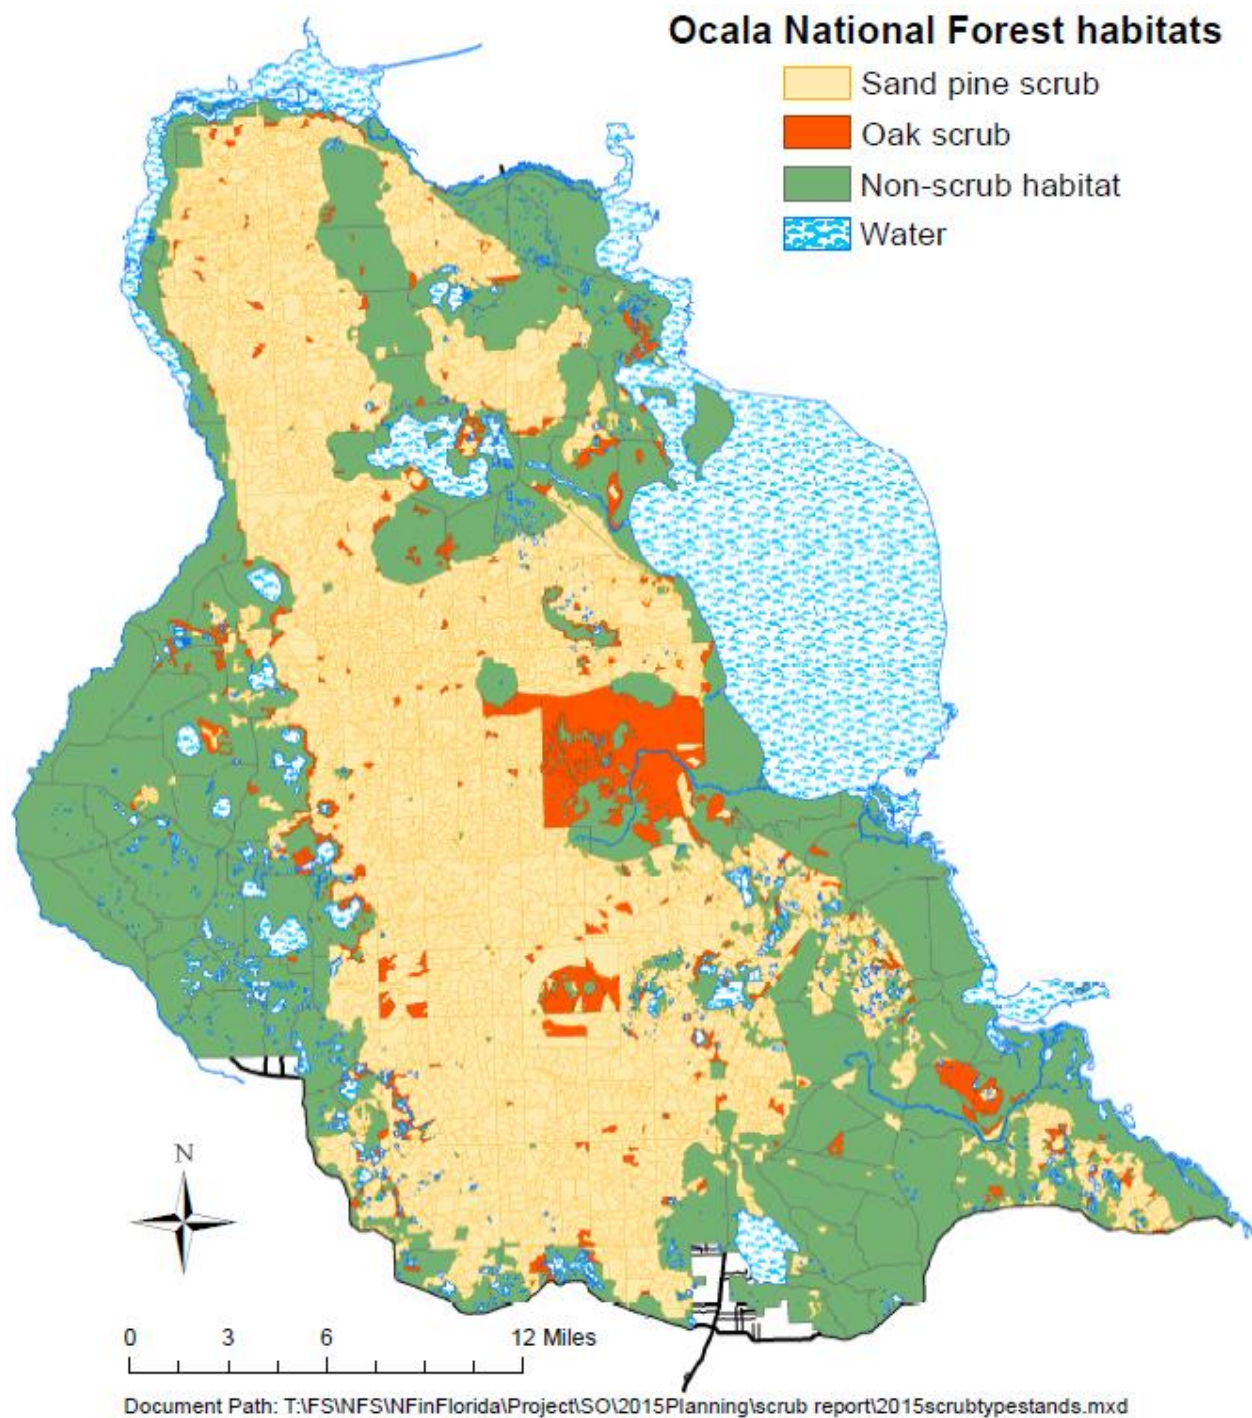 Ocala National Forest habitats
Sand pine scrub
Oak scrub
Non-scrub habitat
Water
N
0 3 6 12 Miles
Document Path: T:\FS\NFS\NFinFlorida\Project\SO\2015Planning\scrub report\2015scrubtypestands.mxd